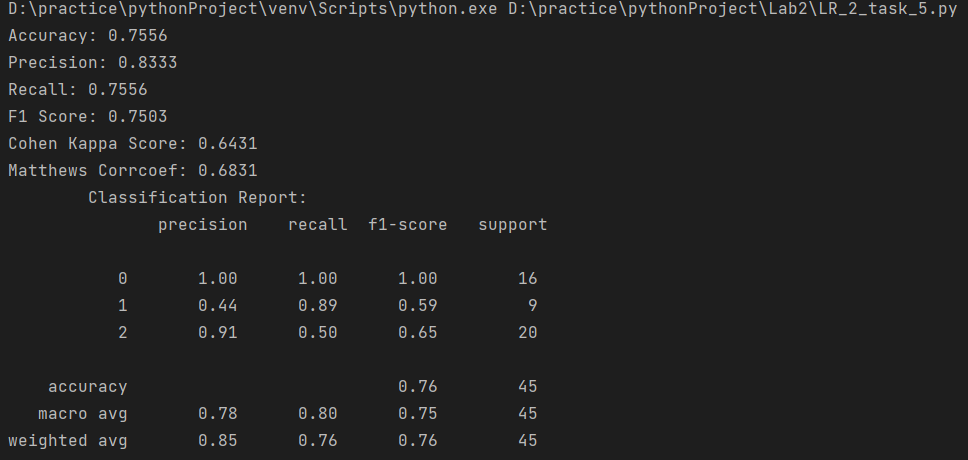 D:\practice\pythonProject\venv\Scripts\python.exe D:\practice\pythonProject\Lab2\LR_2_task_5.py
Accuracy: 0.7556
Precision: 0.8333
Recall: 0.7556
F1 Score: 0.7503
Cohen Kappa Score: 0.6431
Matthews Corrcoef: 0.6831
Classification Report:
precision recall f1-score support
0 1.00 1.00 1.00 16
1 0.44 0.89 0.59 9
2 0.91 0.50 0.65 20
accuracy 0.76 45
macro avg 0.78 0.80 0.75 45
weighted avg 0.85 0.76 0.76 45